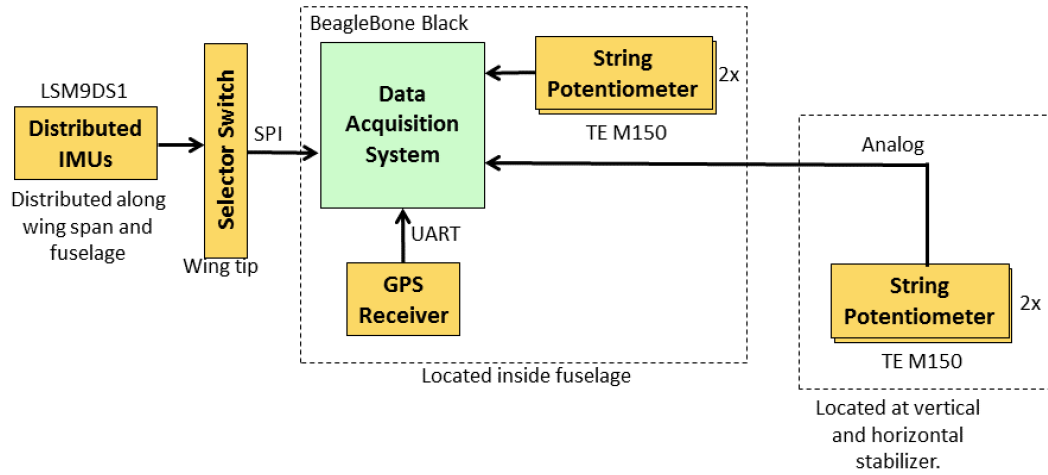 BeagleBone Black
LSM9DS1
Distributed
IMUs
Distributed along
wing span and
fuselage
Selector Switch
Wing tip
SPI
Data
Acquisition
System
String
Potentiometer
2x
TE M150
UART
GPS
Receiver
Located inside fuselage
Analog
String
Potentiometer
2x
TE M150
Located at vertical
and horizontal
stabilizer.